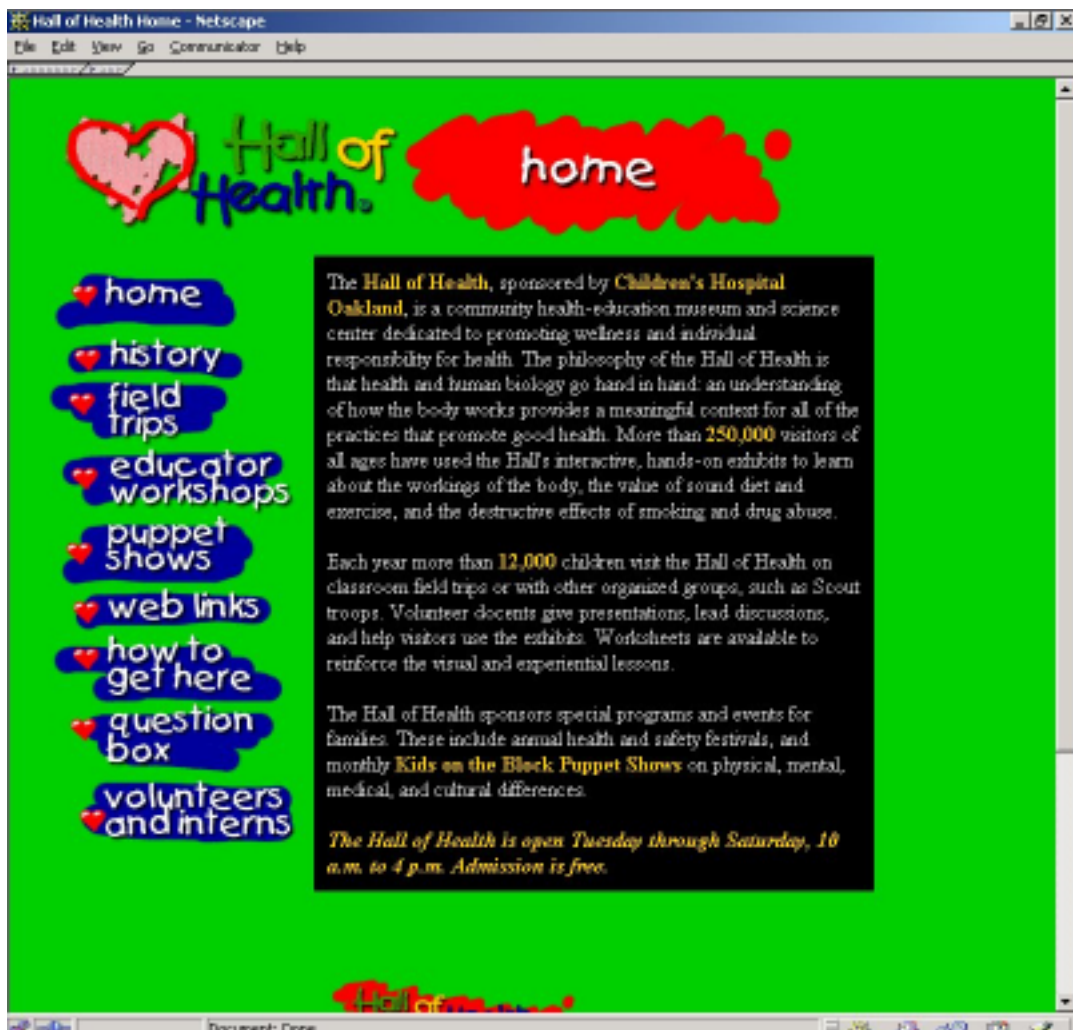 Hall of Health Home - Netscape
File Edit View Go Communicator Help
Hall of
Health
home
home
history
field
trips
educator
workshops
puppet
shows
web links
how to
get here
question
box
volunteers
and interns
The Hall of Health, sponsored by Children's Hospital
Oakland, is a community health-education museum and science
center dedicated to promoting wellness and individual
responsibility for health. The philosophy of the Hall of Health is
that health and human biology go hand in hand: an understanding
of how the body works provides a meaningful context for all of the
practices that promote good health. More than 250,000 visitors of
all ages have used the Hall's interactive, hands-on exhibits to learn
about the workings of the body, the value of sound diet and
exercise, and the destructive effects of smoking and drug abuse.
Each year more than 12,000 children visit the Hall of Health on
classroom field trips or with other organized groups, such as Scout
troops. Volunteer docents give presentations, lead discussions,
and help visitors use the exhibits. Worksheets are available to
reinforce the visual and experiential lessons.
The Hall of Health sponsors special programs and events for
families. These include annual health and safety festivals, and
monthly Kids on the Block Puppet Shows on physical, mental,
medical, and cultural differences.
The Hall of Health is open Tuesday through Saturday, 10
a.m. to 4 p.m. Admission is free.
Hall of
Health
Document: Done